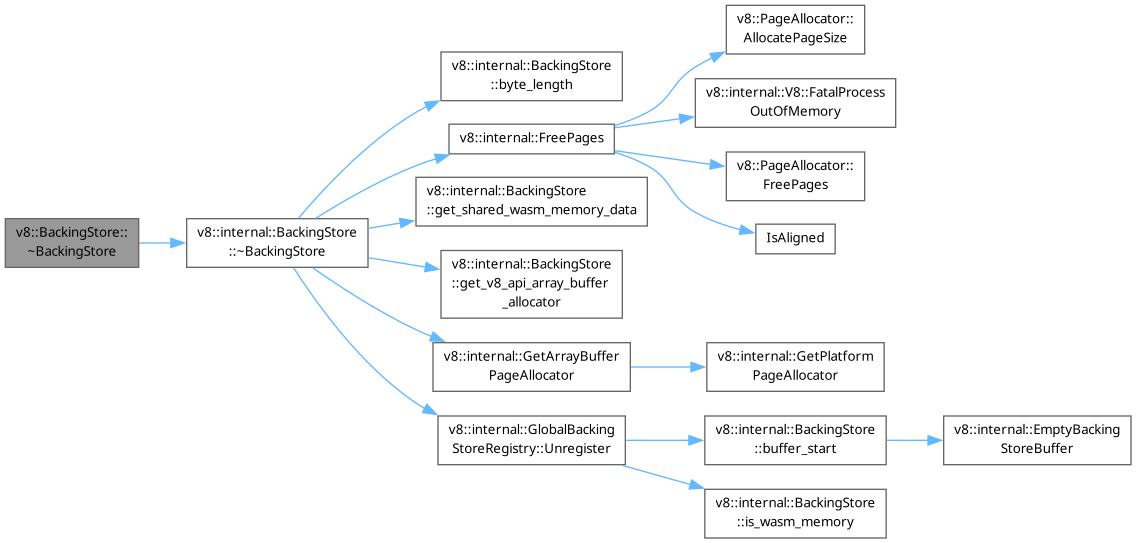 v8::BackingStore::
~BackingStore
v8::internal::BackingStore
::~BackingStore
v8::internal::BackingStore
::byte_length
v8::internal::FreePages
v8::internal::BackingStore
::get_shared_wasm_memory_data
v8::internal::BackingStore
::get_v8_api_array_buffer
_allocator
v8::internal::GetArrayBuffer
PageAllocator
v8::internal::GlobalBacking
StoreRegistry::Unregister
v8::PageAllocator::
AllocatePageSize
v8::internal::V8::FatalProcess
OutOfMemory
v8::PageAllocator::
FreePages
IsAligned
v8::internal::GetPlatform
PageAllocator
v8::internal::BackingStore
::buffer_start
v8::internal::BackingStore
::is_wasm_memory
v8::internal::EmptyBacking
StoreBuffer